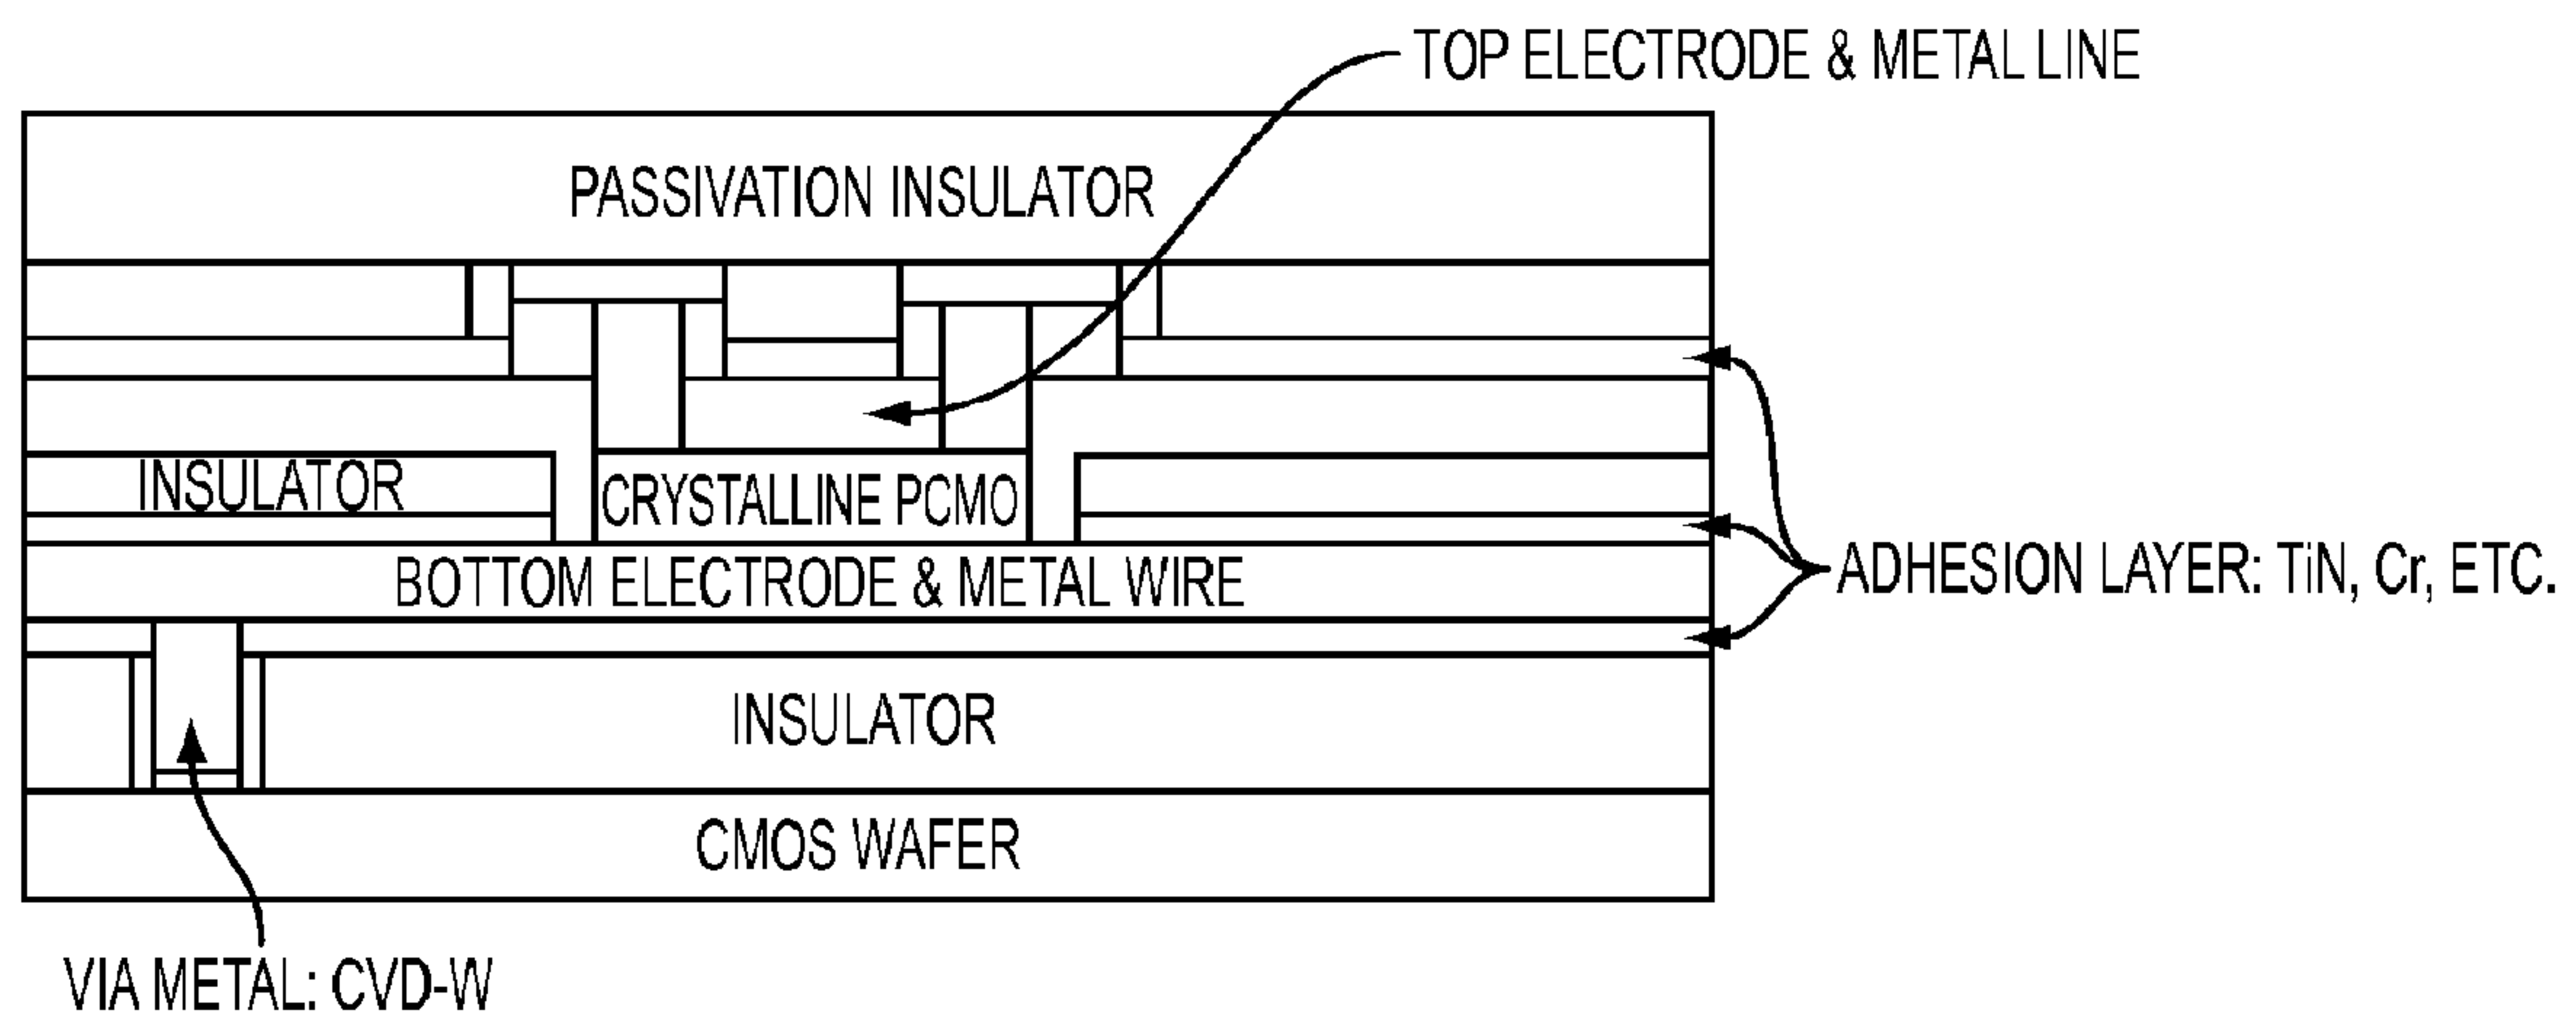 TOP ELECTRODE & METAL LINE
PASSIVATION INSULATOR
INSULATOR
CRYSTALLINE PCMO
BOTTOM ELECTRODE & METAL WIRE
ADHESION LAYER: TiN, Cr, ETC.
INSULATOR
CMOS WAFER
VIA METAL: CVD-W